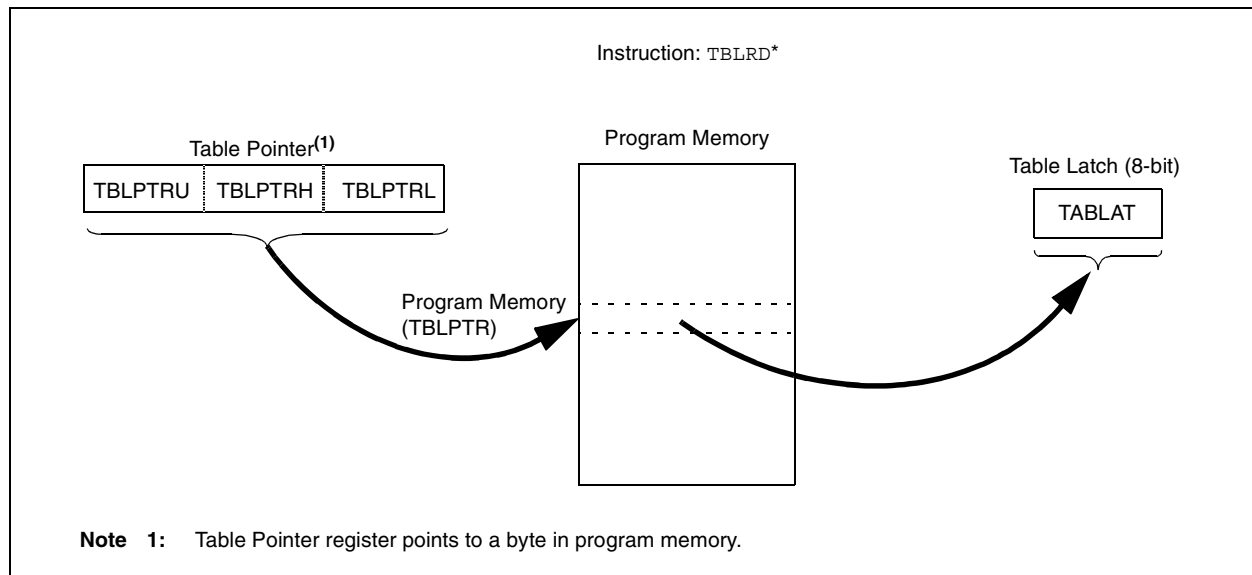 Instruction: TBLRD*
Table Pointer(1)
TBLPTRU TBLPTRH TBLPTRL
Program Memory
Table Latch (8-bit)
TABLAT
Program Memory
(TBLPTR)
Note 1: Table Pointer register points to a byte in program memory.